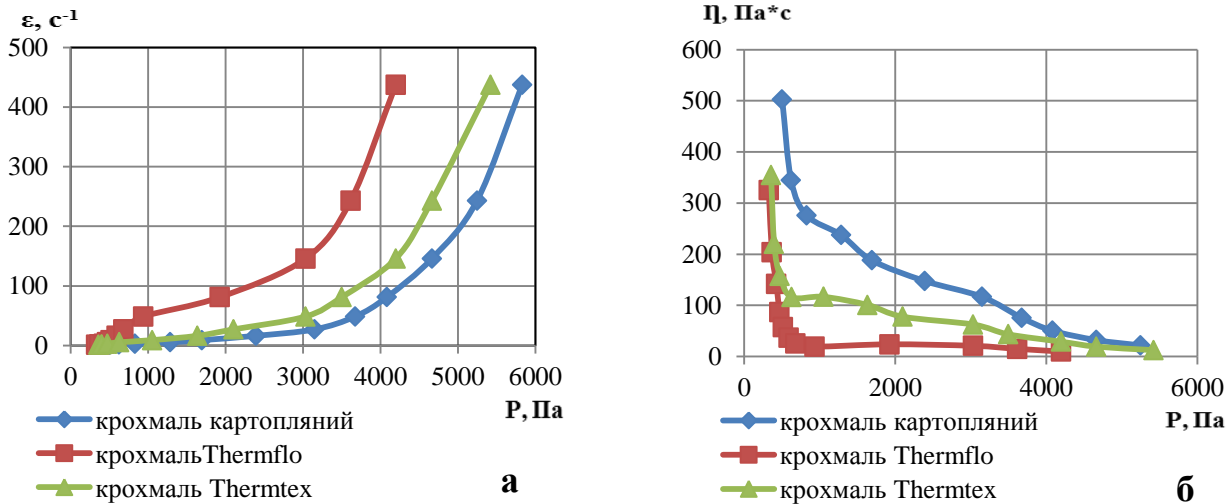 ε, с⁻¹
500
400
300
200
100
0
0 1000 2000 3000 4000 5000 6000
P, Па
крохмаль картопляний
крохмальThermflo
крохмаль Thermtex
а
Ƞ, Па*с
600
500
400
300
200
100
0
0 2000 4000 6000
P, Па
крохмаль картопляний
крохмаль Thermflo
крохмаль Thermtex
б